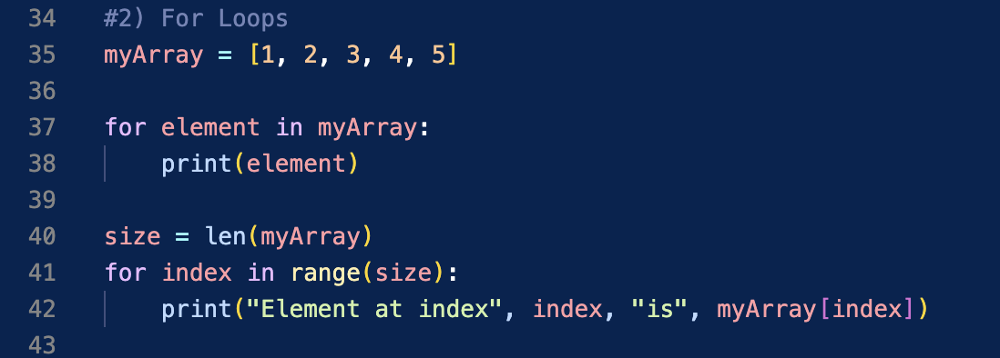 34 #2) For Loops
35 myArray = [1, 2, 3, 4, 5]
36
37 for element in myArray:
38     print(element)
39
40 size = len(myArray)
41 for index in range(size):
42     print("Element at index", index, "is", myArray[index])
43